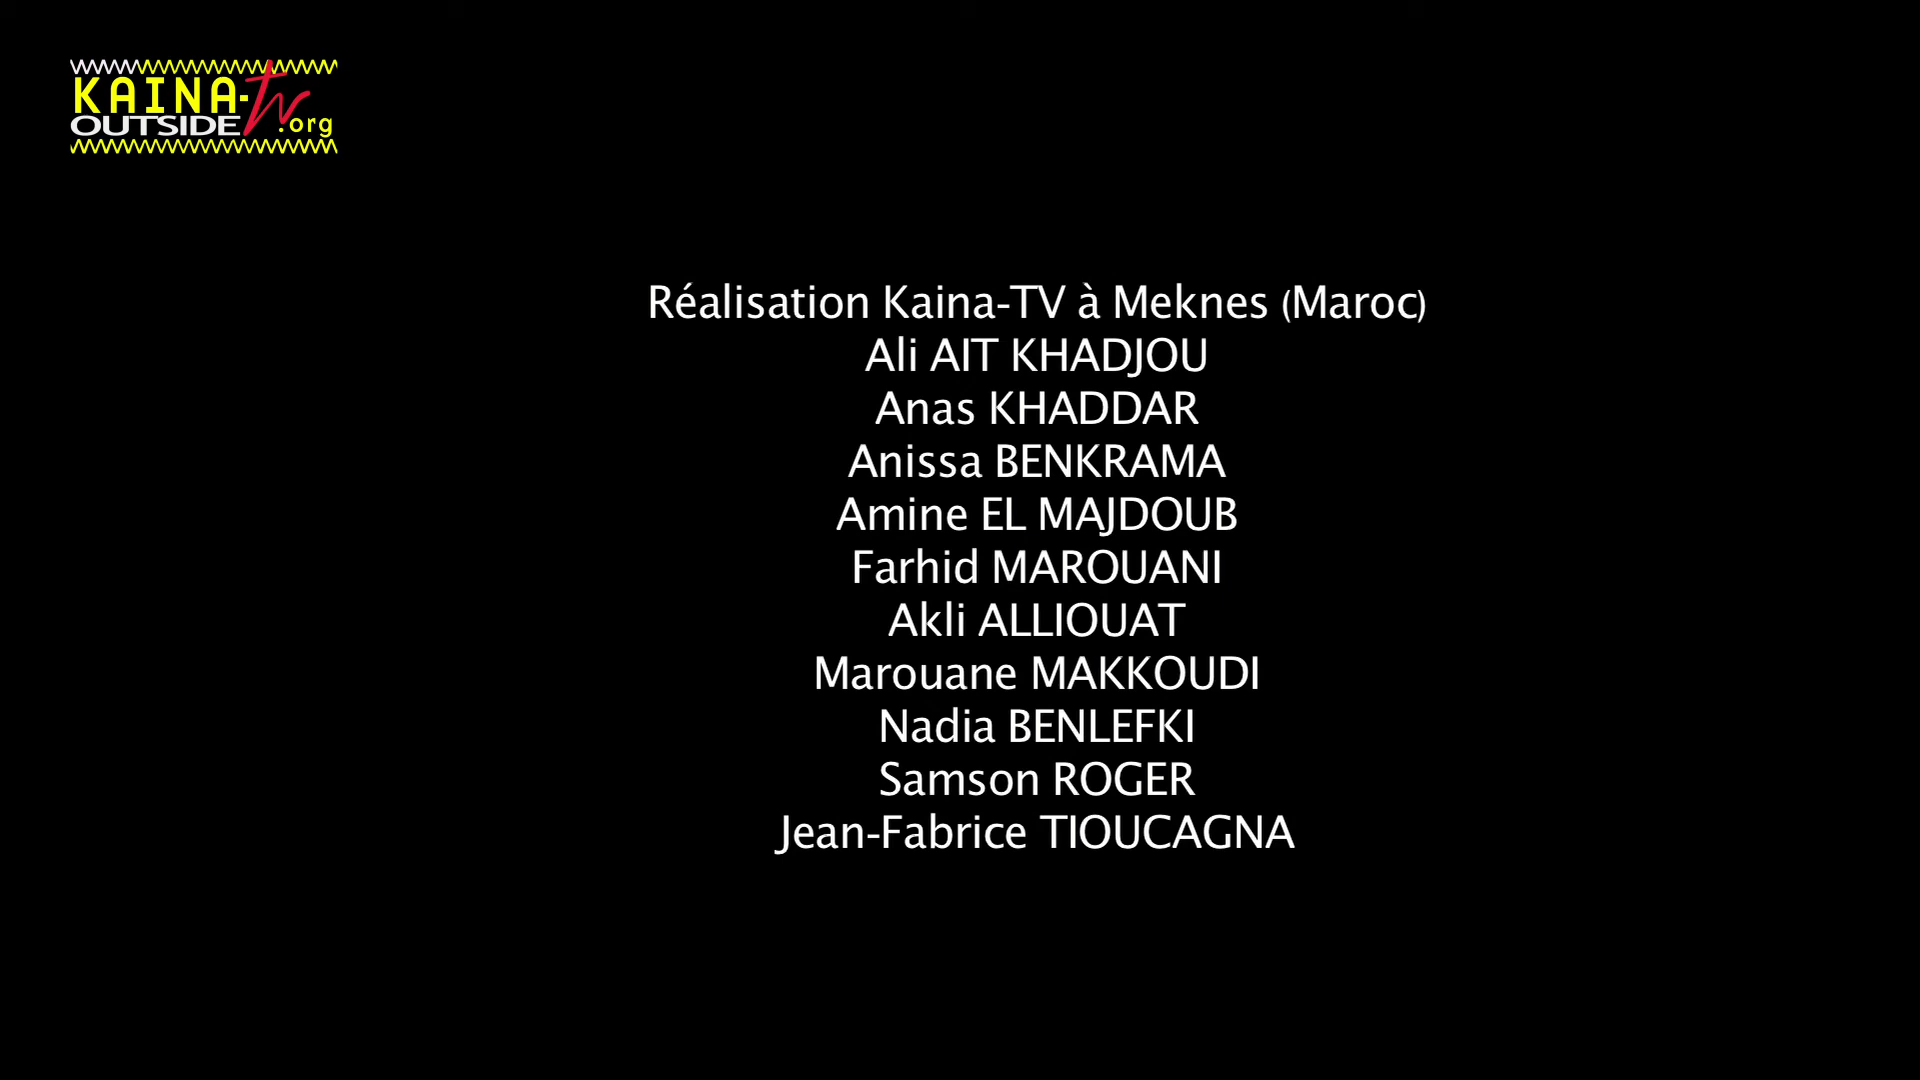 KAINA-tv
OUTSIDE .org
Réalisation Kaina-TV à Meknes (Maroc)
Ali AIT KHADJOU
Anas KHADDAR
Anissa BENKRAMA
Amine EL MAJDOUB
Farhid MAROUANI
Akli ALLIOUAT
Marouane MAKKOUDI
Nadia BENLEFKI
Samson ROGER
Jean-Fabrice TIOUCAGNA